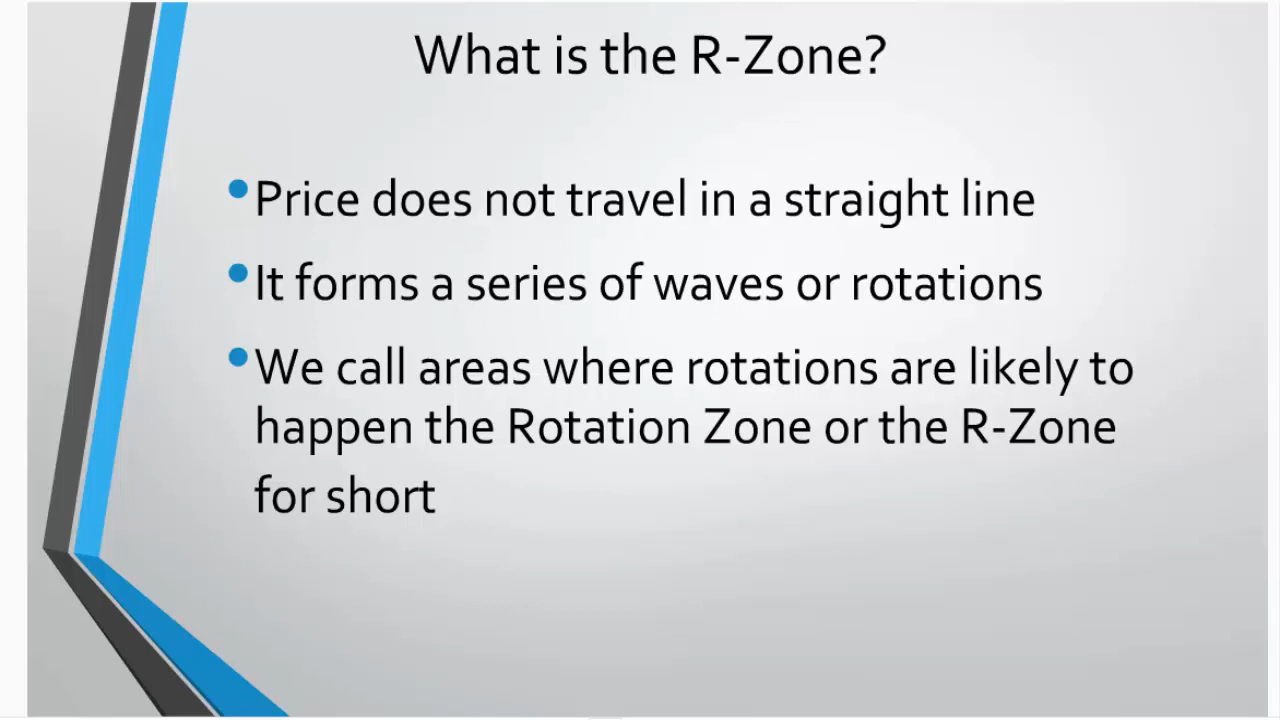 What is the R-Zone?
•Price does not travel in a straight line
•It forms a series of waves or rotations
•We call areas where rotations are likely to
happen the Rotation Zone or the R-Zone
for short